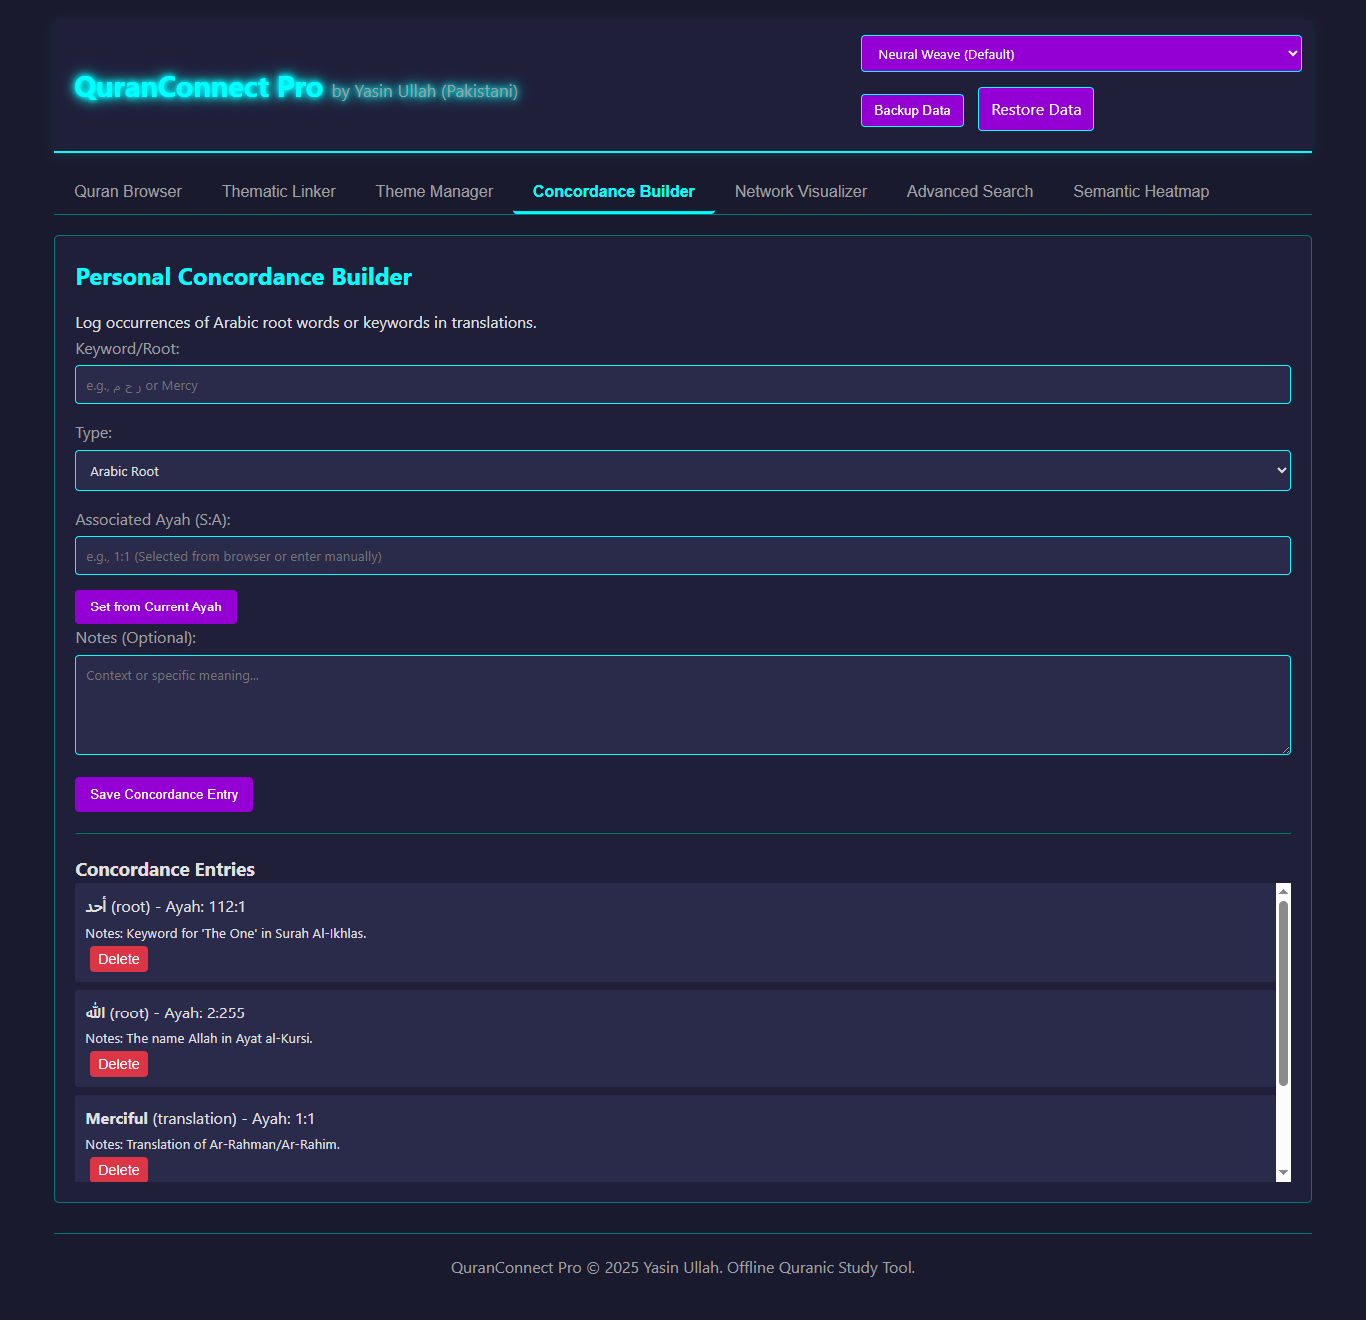 QuranConnect Pro by Yasin Ullah (Pakistani)
Neural Weave (Default)
Backup Data
Restore Data
Quran Browser
Thematic Linker
Theme Manager
Concordance Builder
Network Visualizer
Advanced Search
Semantic Heatmap
Personal Concordance Builder
Log occurrences of Arabic root words or keywords in translations.
Keyword/Root:
e.g., ر ح م or Mercy
Type:
Arabic Root
Associated Ayah (S:A):
e.g., 1:1 (Selected from browser or enter manually)
Set from Current Ayah
Notes (Optional):
Context or specific meaning...
Save Concordance Entry
Concordance Entries
أحد (root) - Ayah: 112:1
Notes: Keyword for 'The One' in Surah Al-Ikhlas.
Delete
الله (root) - Ayah: 2:255
Notes: The name Allah in Ayat al-Kursi.
Delete
Merciful (translation) - Ayah: 1:1
Notes: Translation of Ar-Rahman/Ar-Rahim.
Delete
QuranConnect Pro © 2025 Yasin Ullah. Offline Quranic Study Tool.